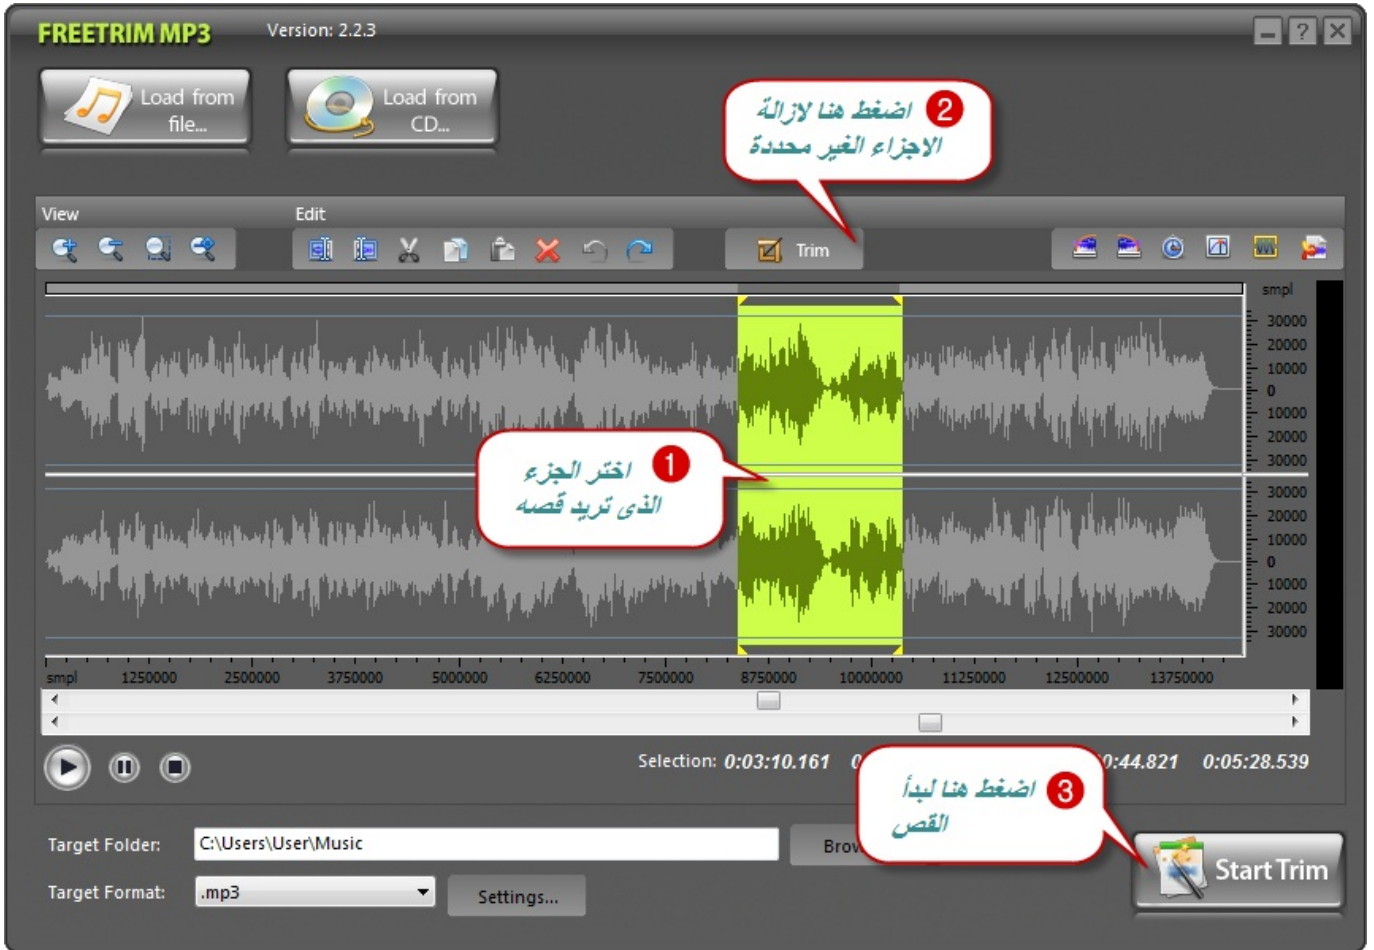 FREETRIM MP3
Version: 2.2.3
Load from
file...
Load from
CD...
2 اضغط هنا لازالة
الاجزاء الغير محددة
View
Edit
Trim
smpl
30000
20000
10000
0
10000
20000
30000
30000
20000
10000
0
10000
20000
30000
1 اختر الجزء
الذى تريد قصه
smpl 1250000 2500000 3750000 5000000 6250000 7500000 8750000 10000000 11250000 12500000 13750000
Selection: 0:03:10.161 0:44.821 0:05:28.539
3 اضغط هنا لبدأ
القص
Target Folder: C:\Users\User\Music
Target Format: .mp3 Settings...
Start Trim